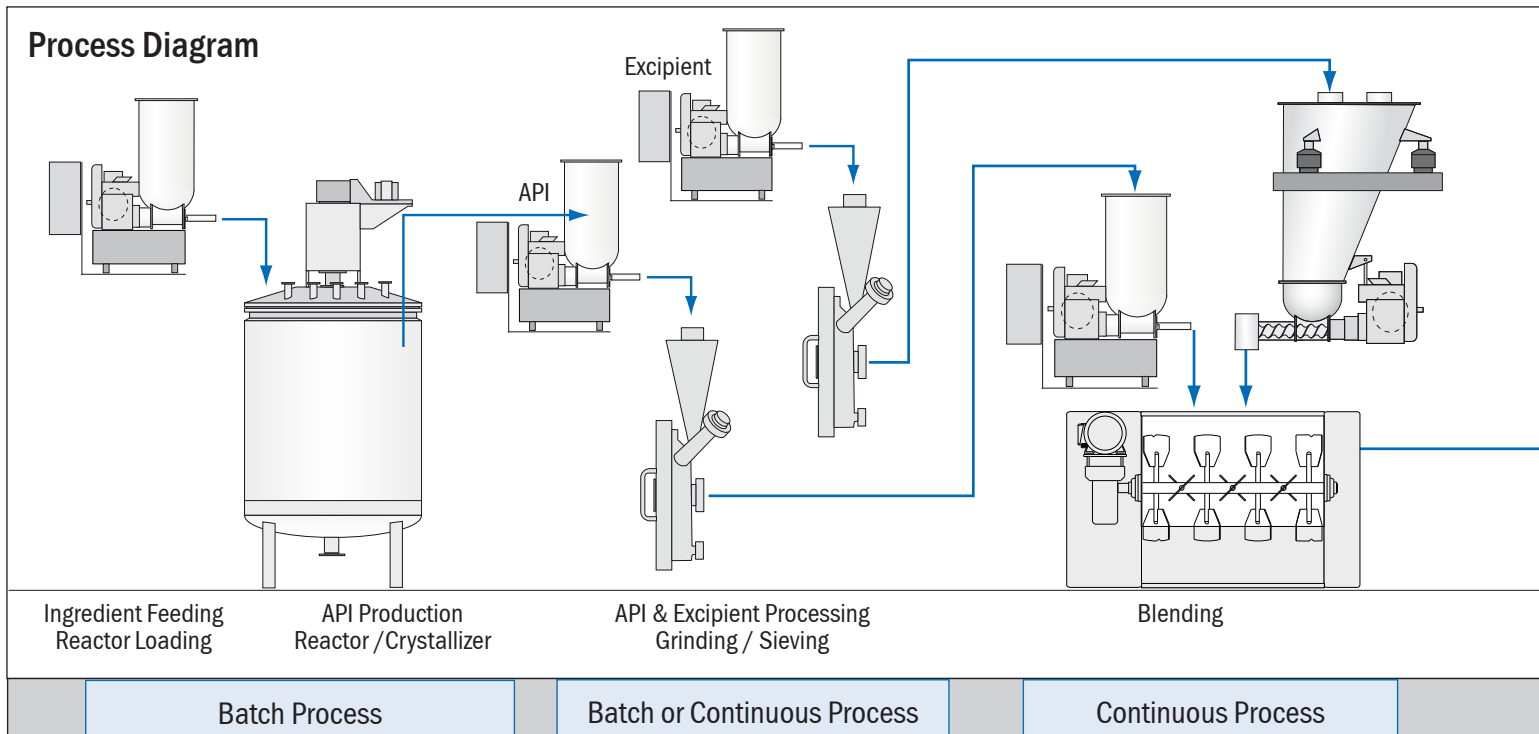 Process Diagram
Excipient
API
Ingredient Feeding
Reactor Loading
API Production
Reactor /Crystallizer
API & Excipient Processing
Grinding / Sieving
Blending
Batch Process
Batch or Continuous Process
Continuous Process